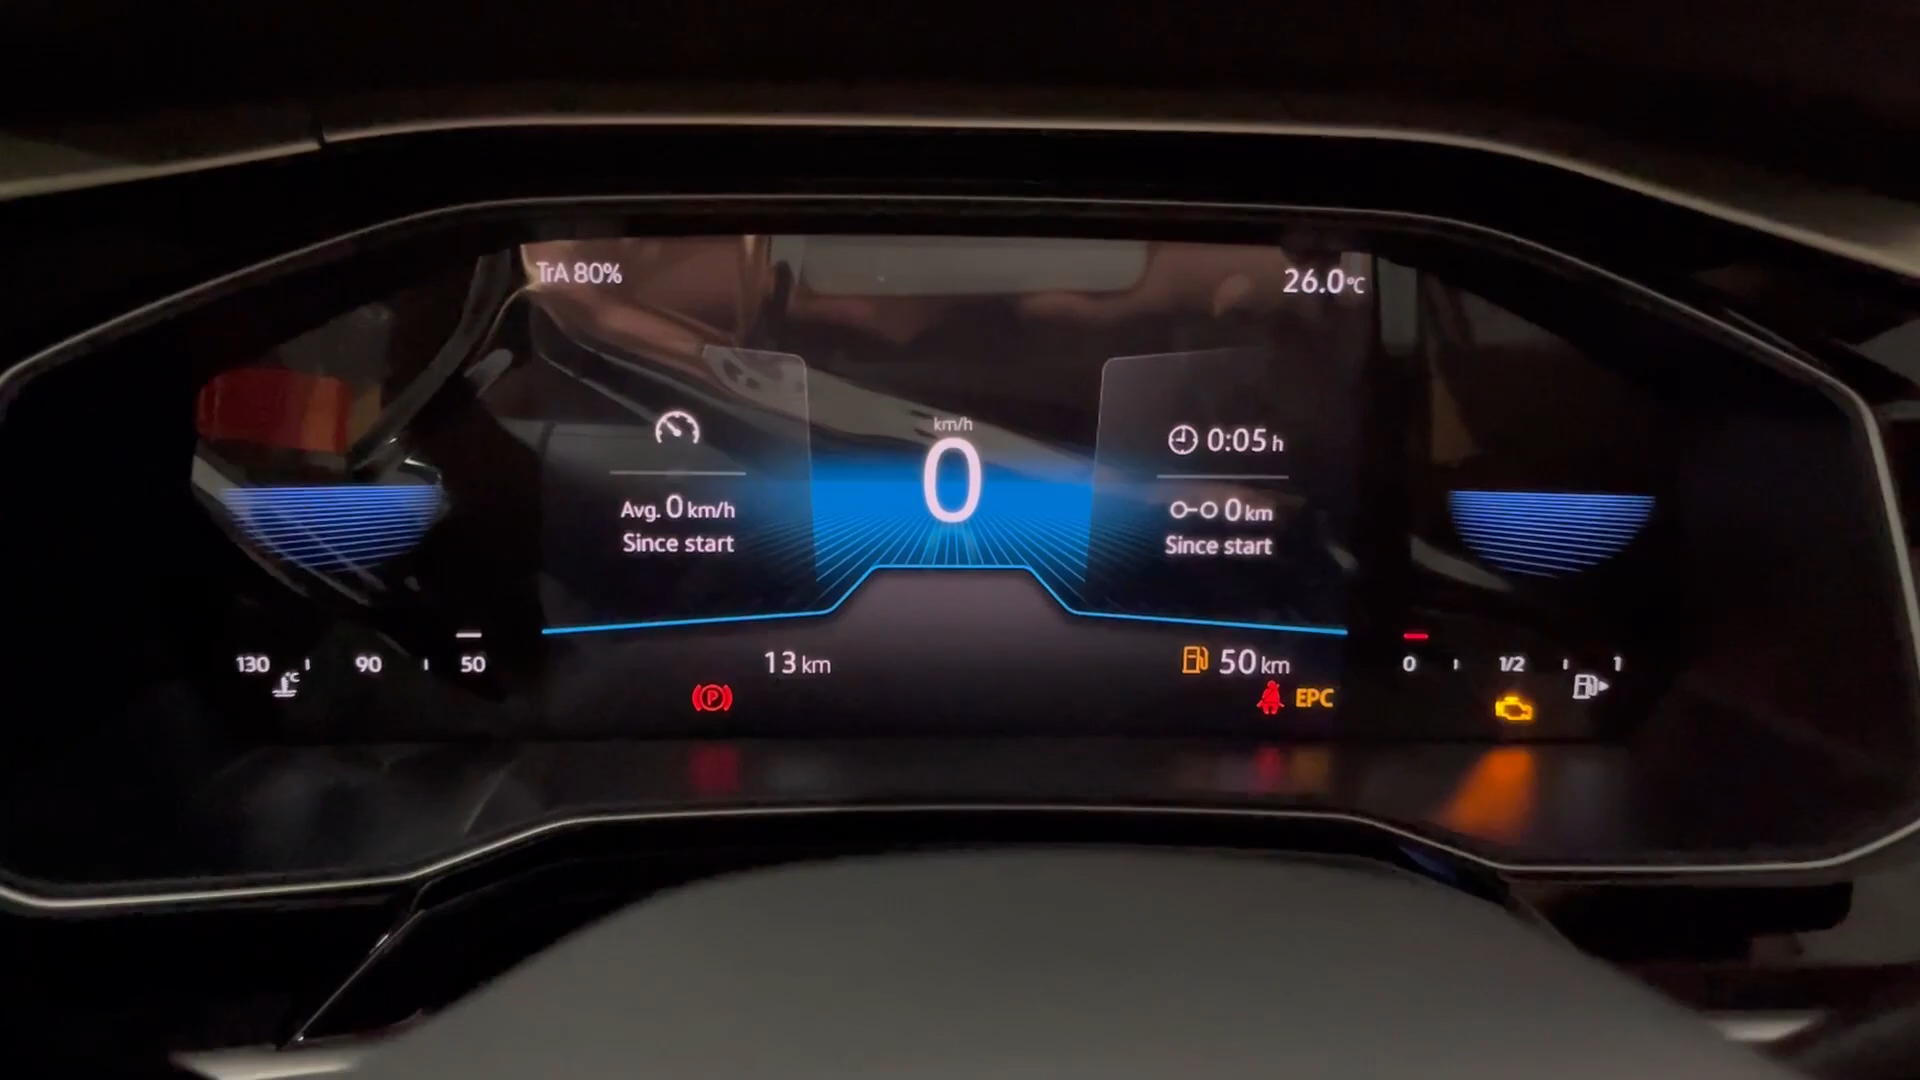 TrA 80%
26.0°C
km/h
0
Avg. 0 km/h
Since start
0:05 h
0 km
Since start
130 90 50
°C
13 km
50 km
0 1/2 1
P
EPC